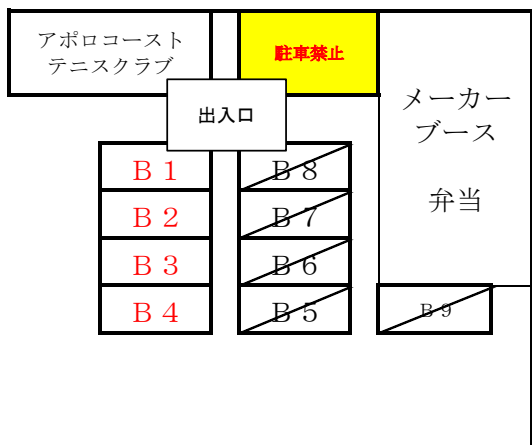 アポロコースト
テニスクラブ
駐車禁止
メーカー
ブース
弁当
出入口
Ｂ１
Ｂ８
Ｂ２
Ｂ７
Ｂ３
Ｂ６
Ｂ４
Ｂ５
Ｂ９